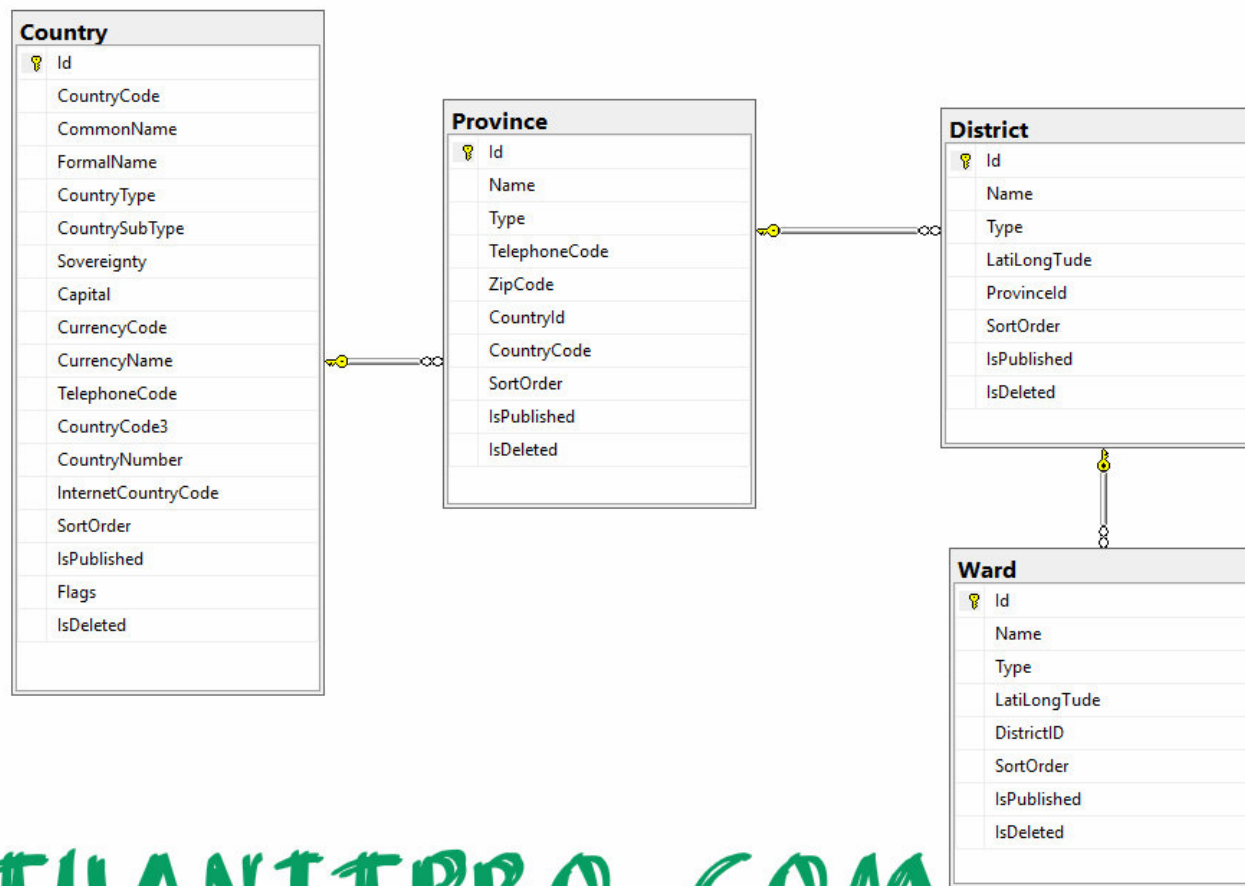 Country
Id
CountryCode
CommonName
FormalName
CountryType
CountrySubType
Sovereignty
Capital
CurrencyCode
CurrencyName
TelephoneCode
CountryCode3
CountryNumber
InternetCountryCode
SortOrder
IsPublished
Flags
IsDeleted
Province
Id
Name
Type
TelephoneCode
ZipCode
CountryId
CountryCode
SortOrder
IsPublished
IsDeleted
District
Id
Name
Type
LatiLongTude
ProvinceId
SortOrder
IsPublished
IsDeleted
Ward
Id
Name
Type
LatiLongTude
DistrictID
SortOrder
IsPublished
IsDeleted